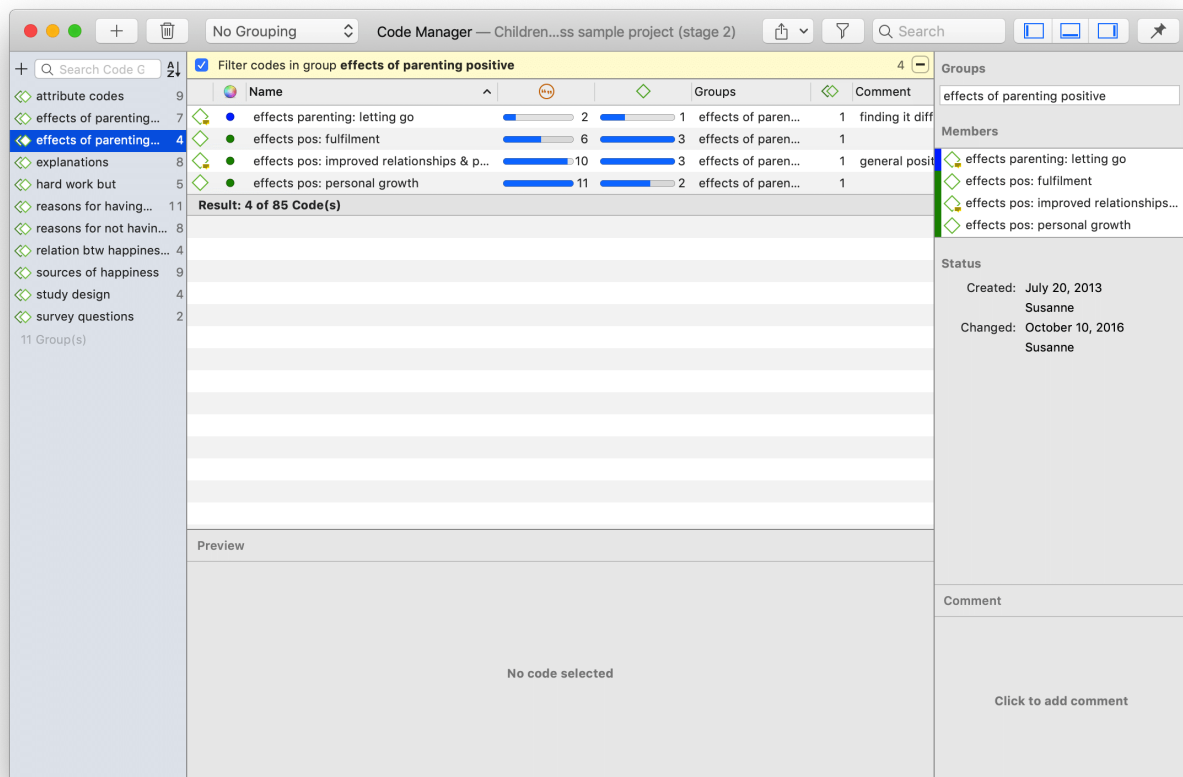 No Grouping Code Manager — Children...ss sample project (stage 2) Search
Search Code G
attribute codes 9
effects of parenting... 7
effects of parenting... 4
explanations 8
hard work but 5
reasons for having... 11
reasons for not havin... 8
relation btw happines... 4
sources of happiness 9
study design 4
survey questions 2
11 Group(s)
Filter codes in group effects of parenting positive 4
Name Groups Comment
effects parenting: letting go 2 1 effects of paren... 1 finding it diff
effects pos: fulfilment 6 3 effects of paren... 1
effects pos: improved relationships & p... 10 3 effects of paren... 1 general posit
effects pos: personal growth 11 2 effects of paren... 1
Result: 4 of 85 Code(s)
Preview
No code selected
Groups
effects of parenting positive
Members
effects parenting: letting go
effects pos: fulfilment
effects pos: improved relationships...
effects pos: personal growth
Status
Created: July 20, 2013
Susanne
Changed: October 10, 2016
Susanne
Comment
Click to add comment